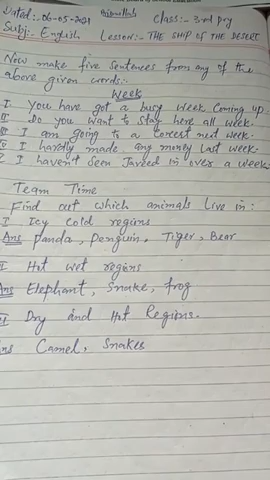 Dated:- 06-05-2021 Bismillah Class:- 3rd pry
Subj:- English Lesson:- THE SHIP OF THE DESERT
Now make five Sentences from any of the
above given words:-
Week
I You have got a busy week Coming up.
II Do you want to stay here all week.
III I am going to a Concert next week.
IV I hardly made any money last week.
V I haven't Seen Javeed in over a week
Team Time
Find out which animals live in:
I Icy Cold regions
Ans Panda, Penguin, Tiger, Bear
II Hot wet regions
Ans Elephant, Snake, frog
III Dry and Hot Regions.
Ans Camel, Snakes